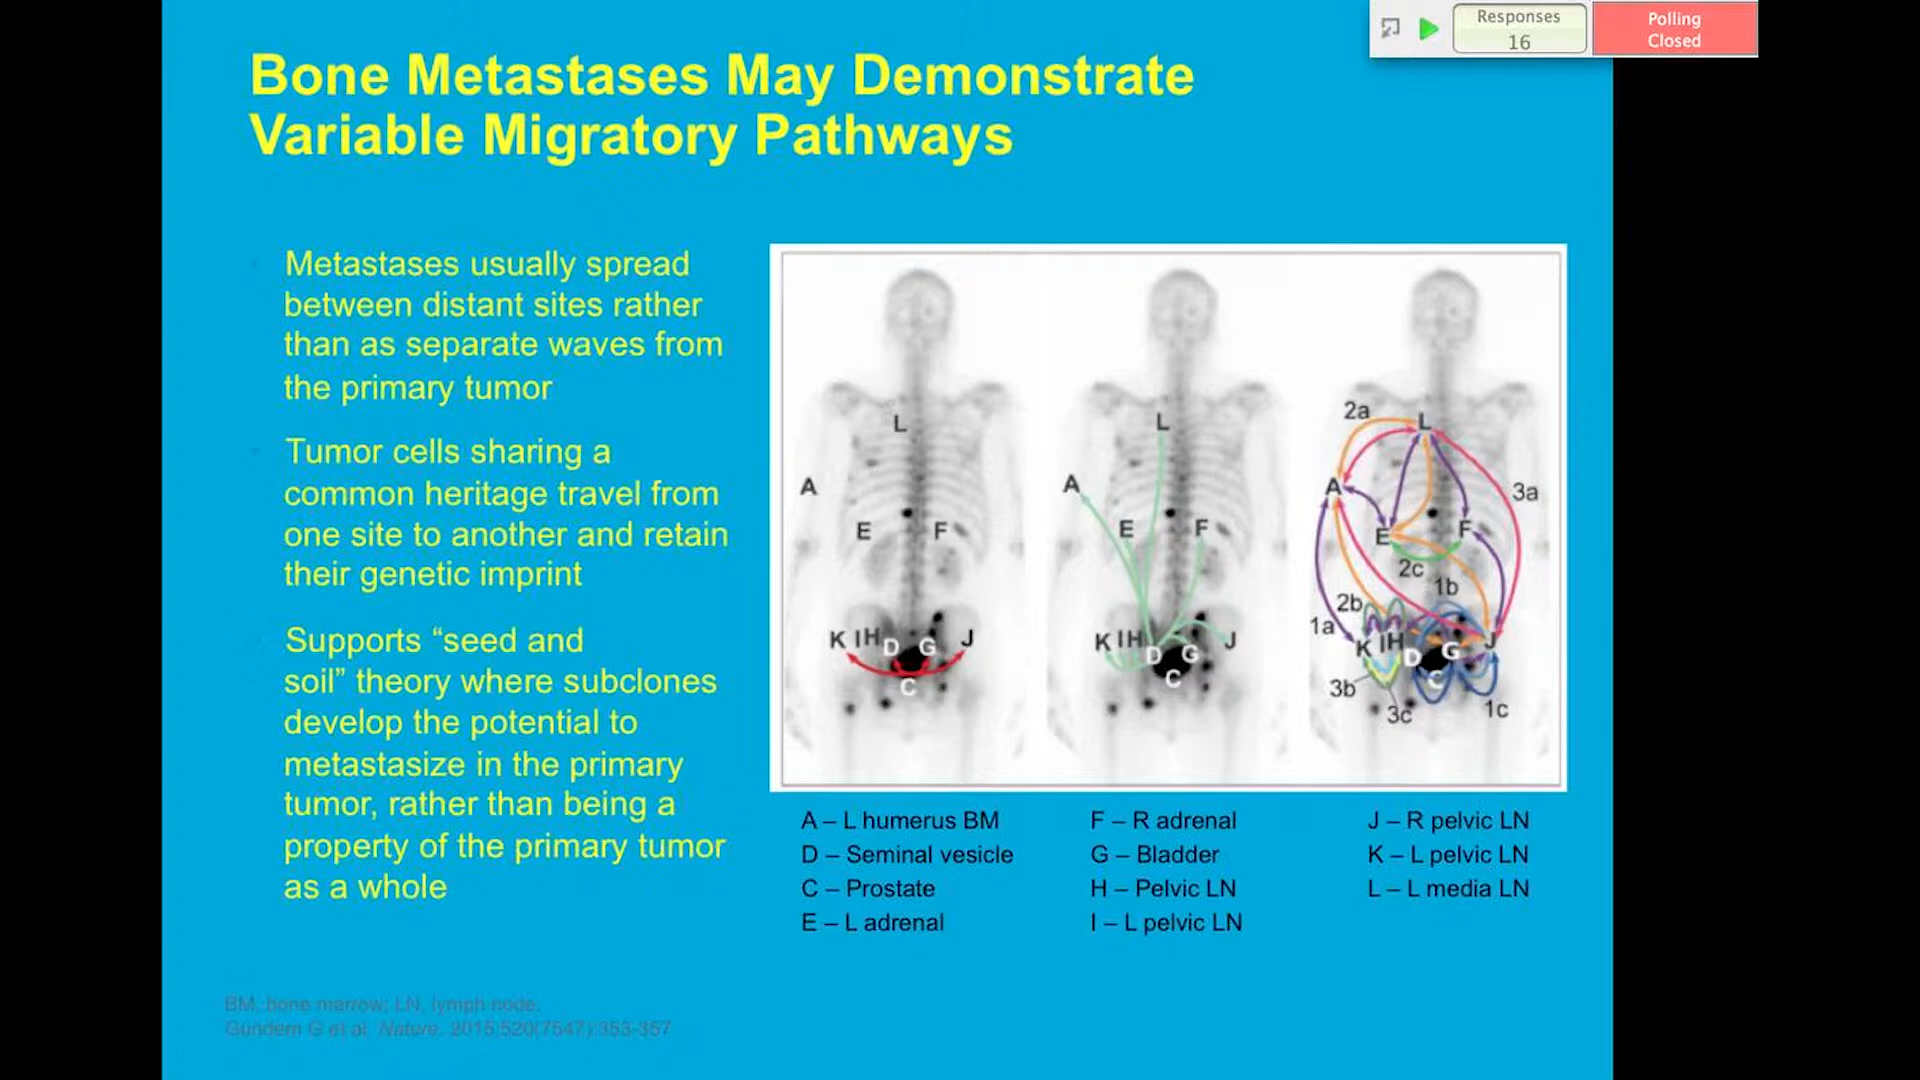 Responses
16
Polling
Closed
Bone Metastases May Demonstrate
Variable Migratory Pathways
Metastases usually spread
between distant sites rather
than as separate waves from
the primary tumor
Tumor cells sharing a
common heritage travel from
one site to another and retain
their genetic imprint
Supports “seed and
soil” theory where subclones
develop the potential to
metastasize in the primary
tumor, rather than being a
property of the primary tumor
as a whole
L
A
E F
K I H D G J
C
L
A
E F
K I H D G J
C
2a L
A 3a
E F
2c 1b
2b
1a K I H D G J
C
3b 3c 1c
A – L humerus BM
D – Seminal vesicle
C – Prostate
E – L adrenal
F – R adrenal
G – Bladder
H – Pelvic LN
I – L pelvic LN
J – R pelvic LN
K – L pelvic LN
L – L media LN
BM, bone marrow; LN, lymph node.
Gundem G et al. Nature. 2015;520(7547):353-357